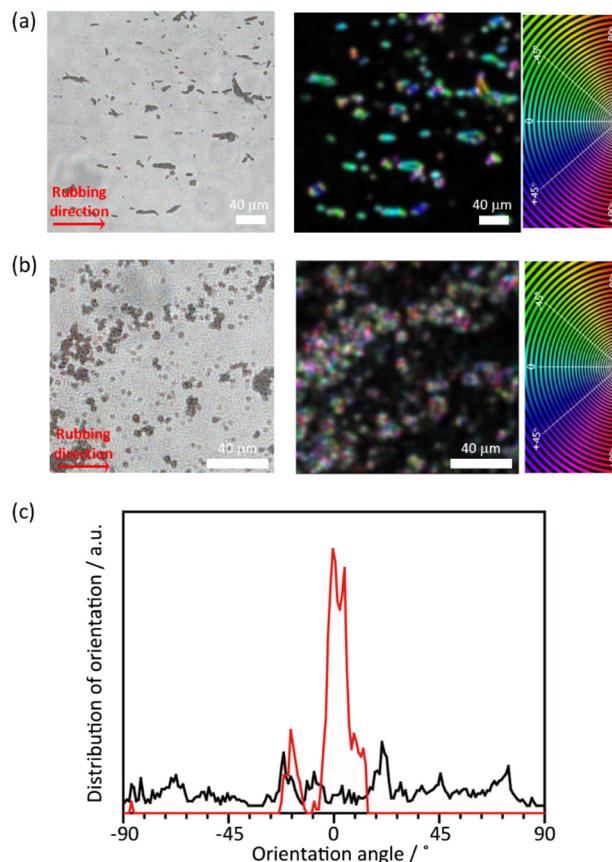 (a)
Rubbing
direction
40 µm
40 µm
-45°
0
+45°
(b)
Rubbing
direction
40 µm
40 µm
-45°
0
+45°
(c)
Distribution of orientation / a.u.
-90
-45
0
45
90
Orientation angle / ˚